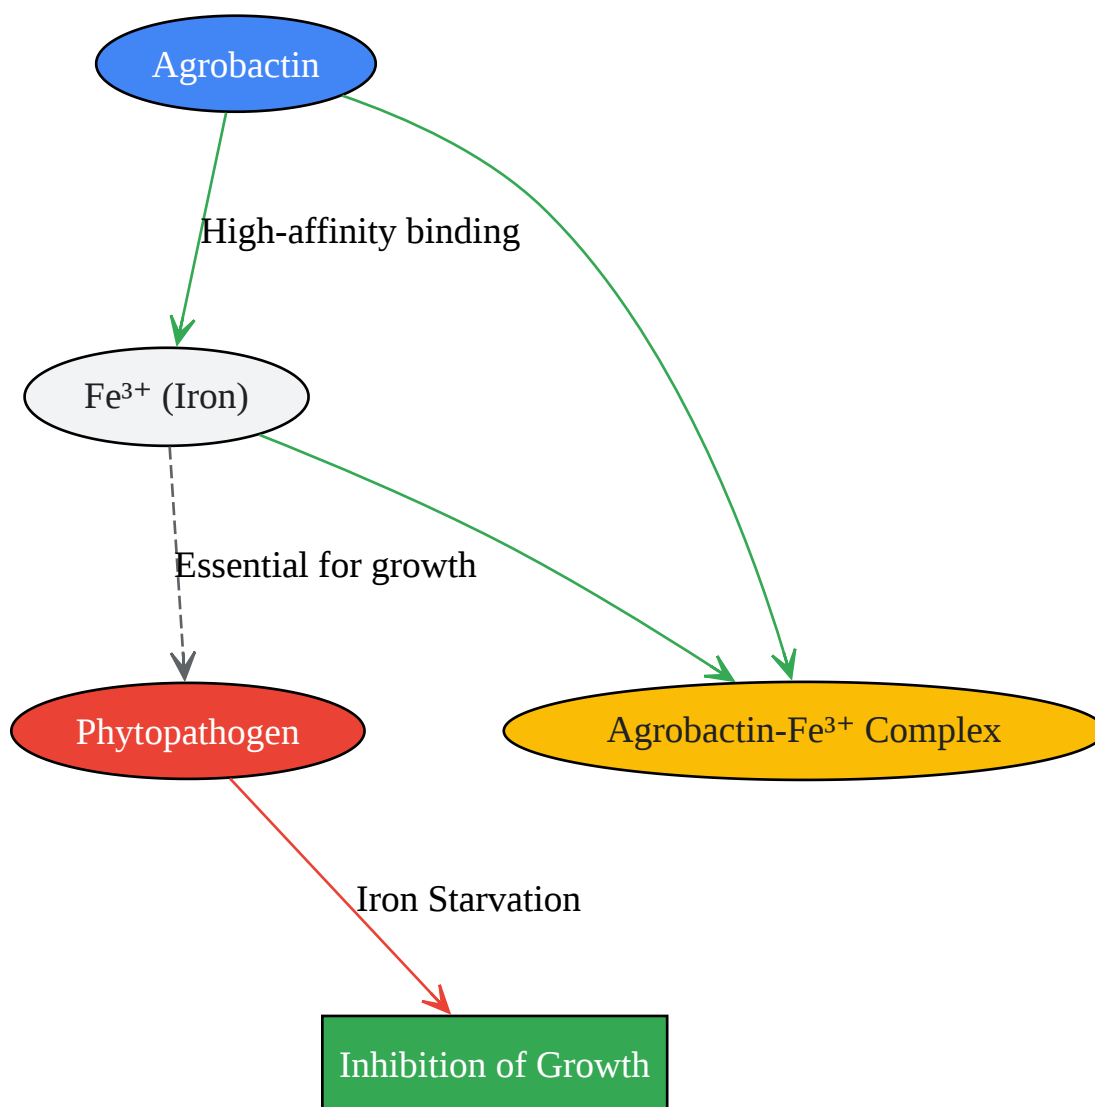 Agrobactin
High-affinity binding
Fe³⁺ (Iron)
Essential for growth
Phytopathogen
Agrobactin-Fe³⁺ Complex
Iron Starvation
Inhibition of Growth